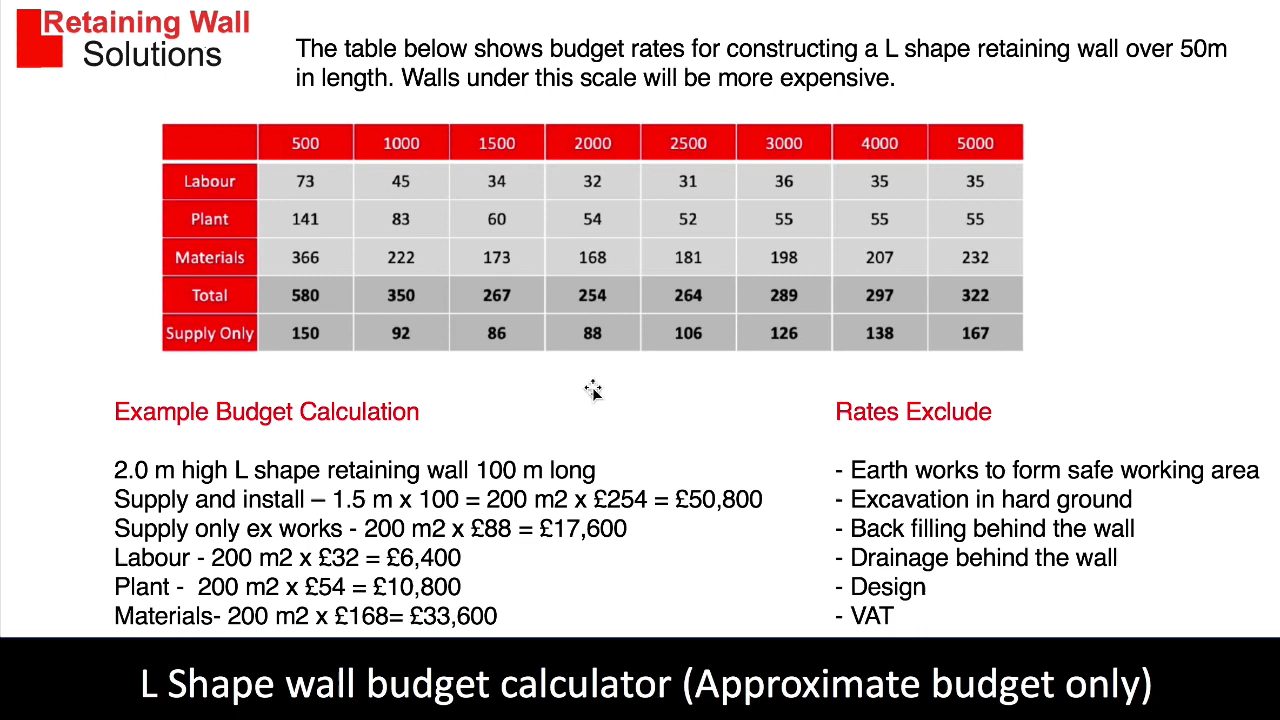 Retaining Wall
Solutions
The table below shows budget rates for constructing a L shape retaining wall over 50m
in length. Walls under this scale will be more expensive.
500 1000 1500 2000 2500 3000 4000 5000
Labour 73 45 34 32 31 36 35 35
Plant 141 83 60 54 52 55 55 55
Materials 366 222 173 168 181 198 207 232
Total 580 350 267 254 264 289 297 322
Supply Only 150 92 86 88 106 126 138 167
Example Budget Calculation
2.0 m high L shape retaining wall 100 m long
Supply and install – 1.5 m x 100 = 200 m2 x £254 = £50,800
Supply only ex works - 200 m2 x £88 = £17,600
Labour - 200 m2 x £32 = £6,400
Plant - 200 m2 x £54 = £10,800
Materials- 200 m2 x £168= £33,600
Rates Exclude
- Earth works to form safe working area
- Excavation in hard ground
- Back filling behind the wall
- Drainage behind the wall
- Design
- VAT
L Shape wall budget calculator (Approximate budget only)